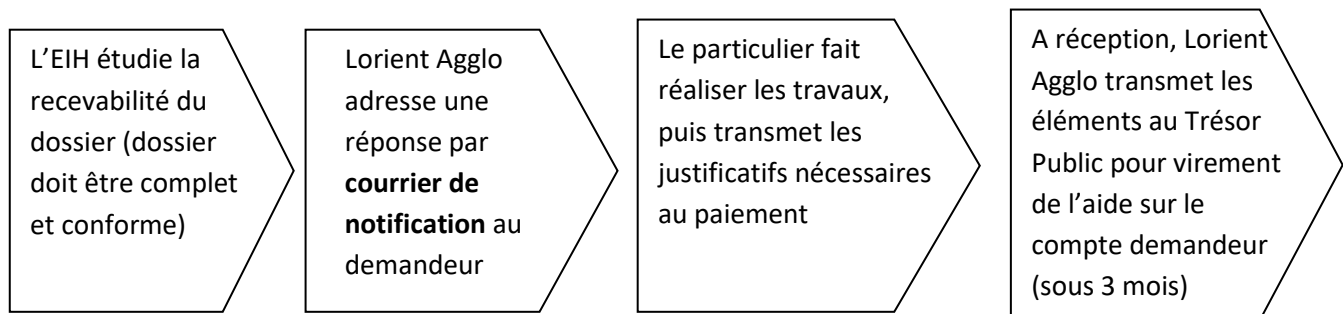 L’EIH étudie la
recevabilité du
dossier (dossier
doit être complet
et conforme)
Lorient Agglo
adresse une
réponse par
courrier de
notification au
demandeur
Le particulier fait
réaliser les travaux,
puis transmet les
justificatifs nécessaires
au paiement
A réception, Lorient
Agglo transmet les
éléments au Trésor
Public pour virement
de l’aide sur le
compte demandeur
(sous 3 mois)